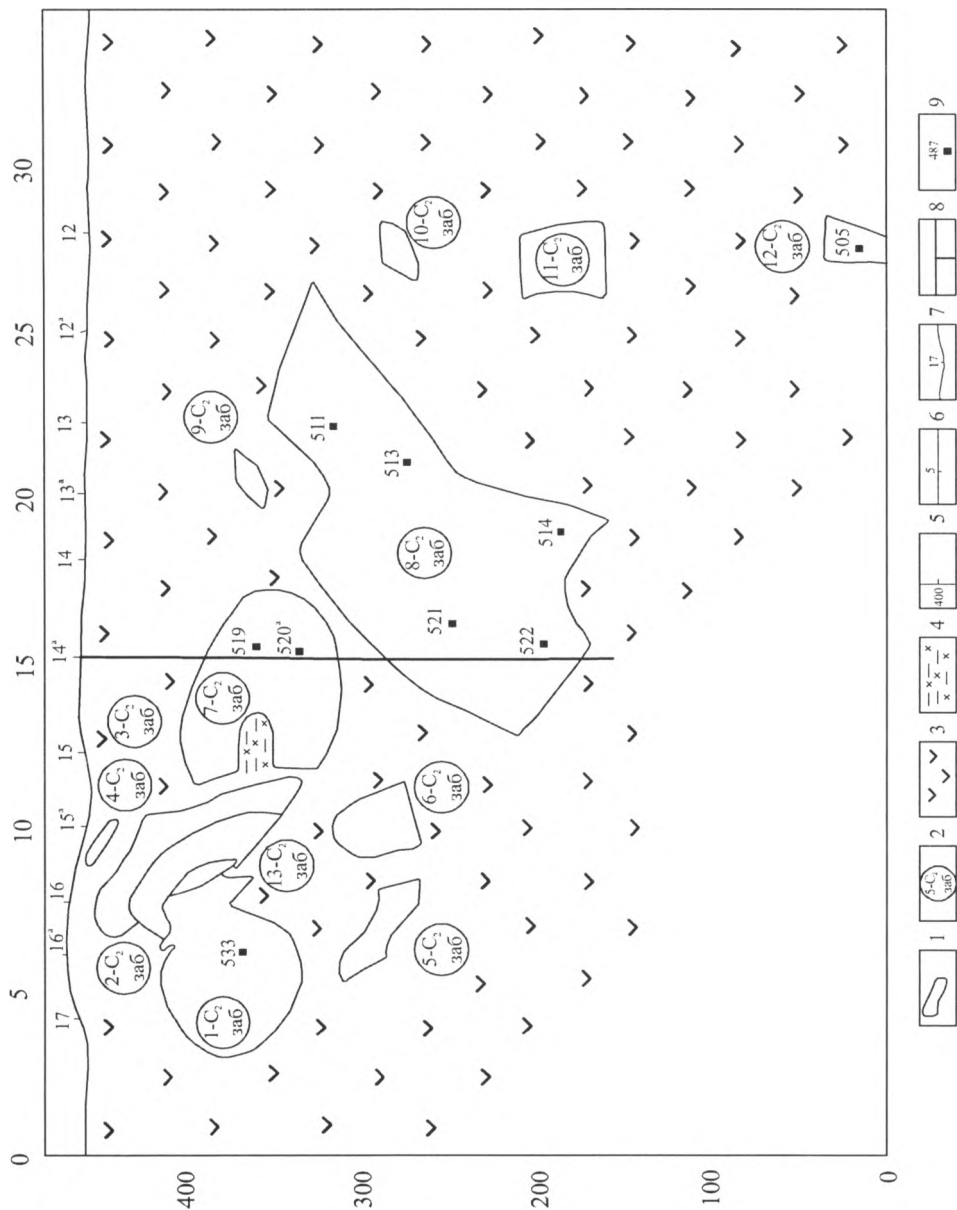 0
5
10
15
20
25
30
17
16ª
16
15ª
15
14ª
14
13ª
13
12ª
12
400
300
200
100
0
1-C₂
заб
2-C₂
заб
3-C₂
заб
4-C₂
заб
5-C₂
заб
6-C₂
заб
7-C₂
заб
8-C₂
заб
9-C₂
заб
10-C₂
заб
11-C₂
заб
12-C₂
заб
13-C₂
заб
533
519
520ª
521
522
511
513
514
505
1
5-C₂
заб
2
3
4
400
5
5
6
17
7
8
487
9